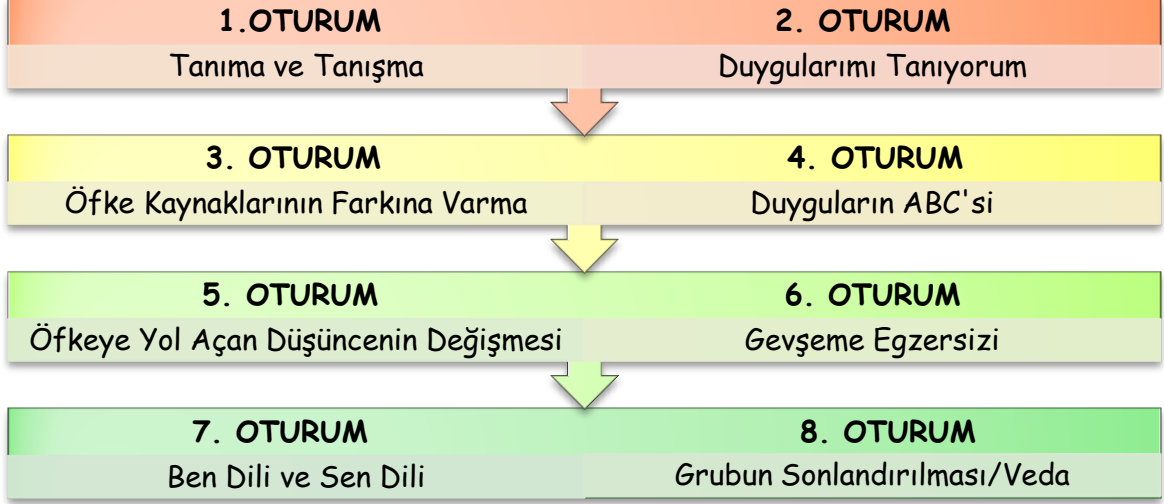 1.OTURUM
2. OTURUM
Tanıma ve Tanışma
Duygularımı Tanıyorum
3. OTURUM
4. OTURUM
Öfke Kaynaklarının Farkına Varma
Duyguların ABC'si
5. OTURUM
6. OTURUM
Öfkeye Yol Açan Düşüncenin Değişmesi
Gevşeme Egzersizi
7. OTURUM
8. OTURUM
Ben Dili ve Sen Dili
Grubun Sonlandırılması/Veda